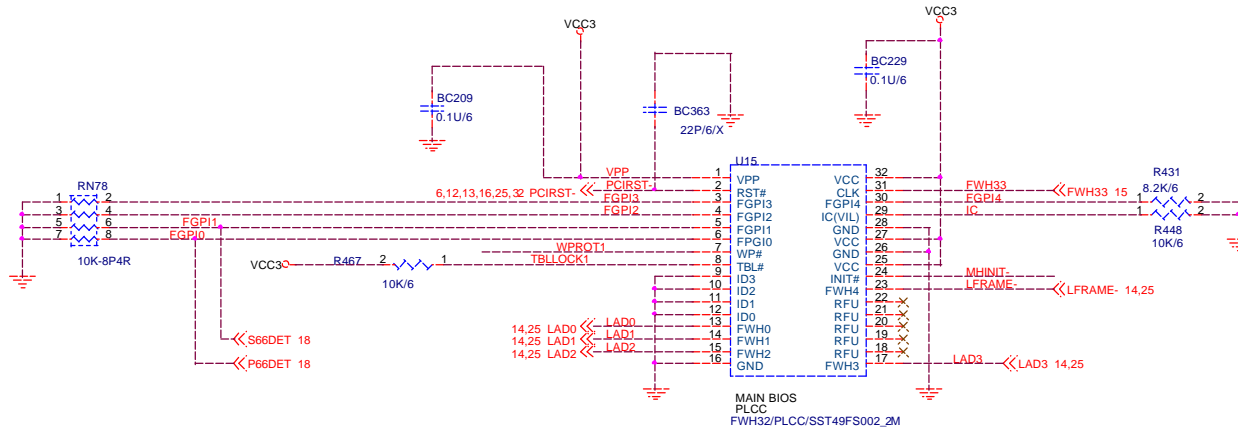 VCC3
VCC3
BC209
0.1U/6
BC363
22P/6/X
BC229
0.1U/6
U15
RN78
1 2
3 4
5 6
7 8
10K-8P4R
6,12,13,16,25,32 PCIRST-
VPP
PCIRST-
FGPI3
FGPI2
FGPI1
FGPI0
WPROT1
TBLLOCK1
VCC3
R467
2 1
10K/6
S66DET 18
P66DET 18
14,25 LAD0 LAD0
14,25 LAD1 LAD1
14,25 LAD2 LAD2
1 VPP VCC 32
2 RST# CLK 31
3 FGPI3 FGPI4 30
4 FGPI2 IC(VIL) 29
5 FGPI1 GND 28
6 FPGI0 VCC 27
7 WP# GND 26
8 TBL# VCC 25
9 ID3 INIT# 24
10 ID2 FWH4 23
11 ID1 RFU 22
12 ID0 RFU 21
13 FWH0 RFU 20
14 FWH1 RFU 19
15 FWH2 RFU 18
16 GND FWH3 17
FWH33
FWH33 15
FGPI4
IC
R431
8.2K/6
1 2
1 2
R448
10K/6
MHINIT-
LFRAME-
LFRAME- 14,25
LAD3
LAD3 14,25
MAIN BIOS
PLCC
FWH32/PLCC/SST49FS002_2M